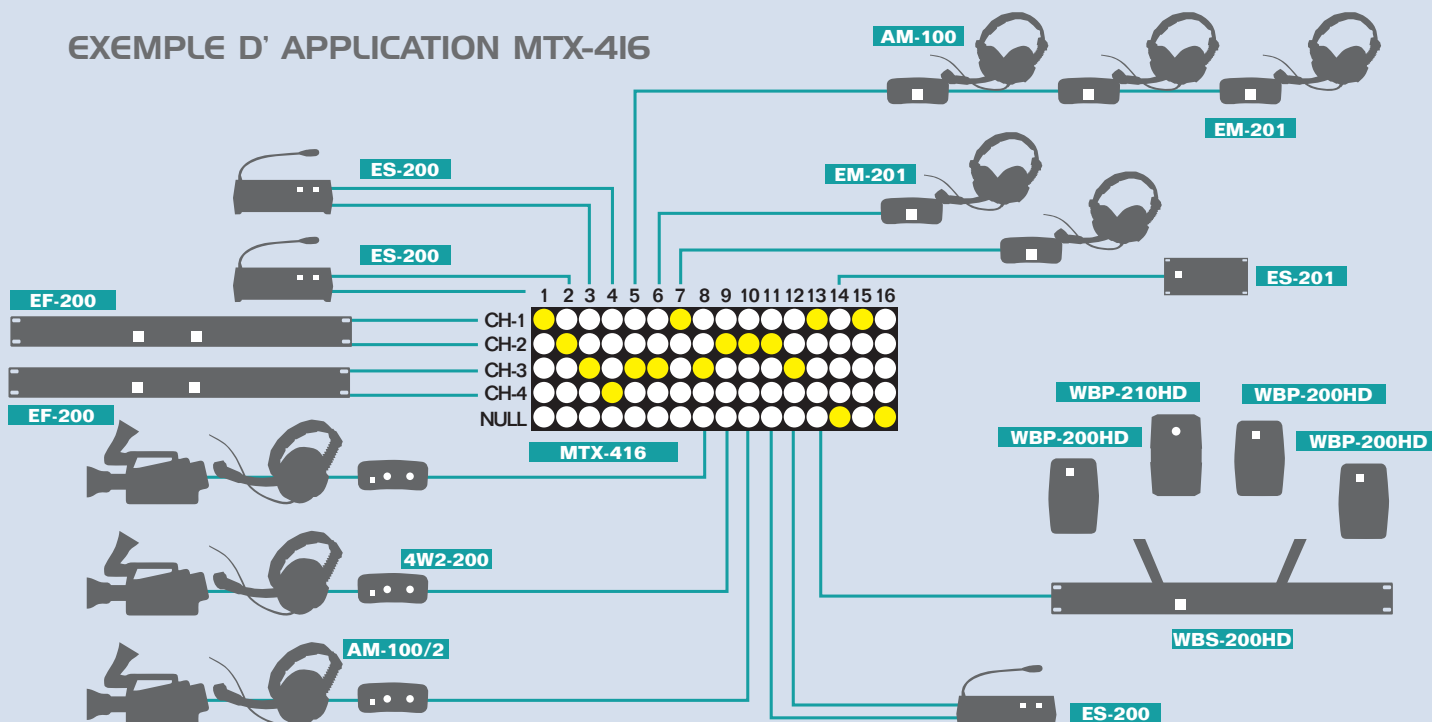 EXEMPLE D' APPLICATION MTX-416
AM-100
EM-201
ES-200
EM-201
ES-200
ES-201
EF-200
1 2 3 4 5 6 7 8 9 10 11 12 13 14 15 16
CH-1
CH-2
CH-3
CH-4
NULL
EF-200
MTX-416
WBP-210HD
WBP-200HD
WBP-200HD
WBP-200HD
4W2-200
WBS-200HD
AM-100/2
ES-200